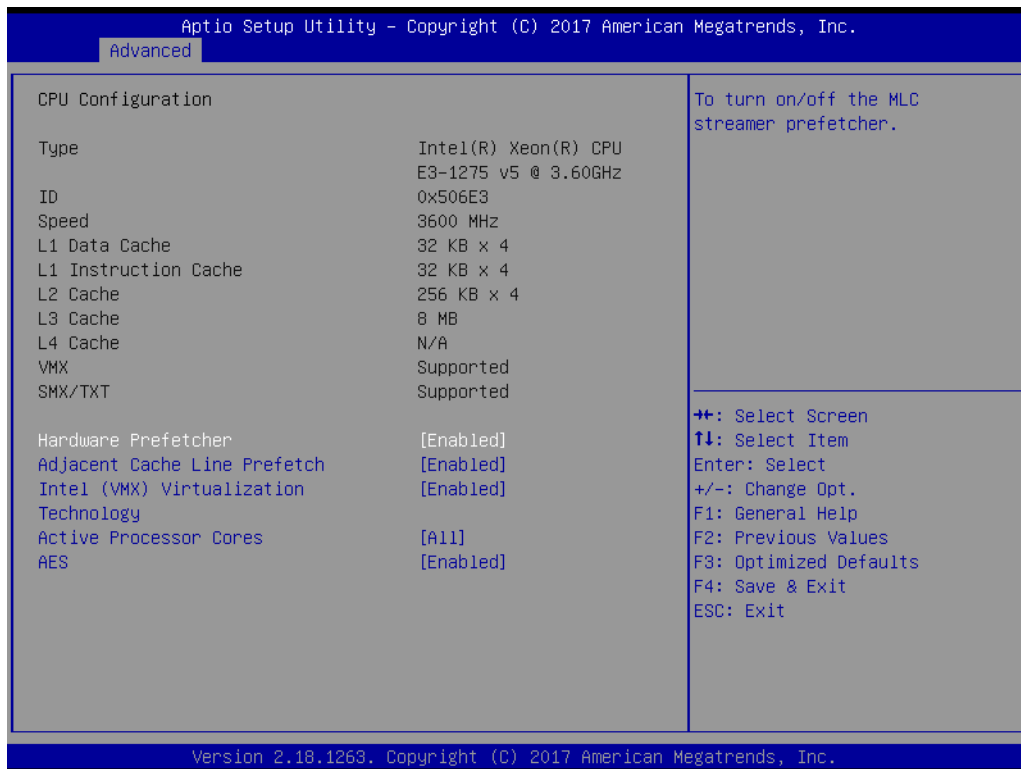 Aptio Setup Utility – Copyright (C) 2017 American Megatrends, Inc.
Advanced
CPU Configuration
Type Intel(R) Xeon(R) CPU
E3-1275 v5 @ 3.60GHz
ID 0x506E3
Speed 3600 MHz
L1 Data Cache 32 KB x 4
L1 Instruction Cache 32 KB x 4
L2 Cache 256 KB x 4
L3 Cache 8 MB
L4 Cache N/A
VMX Supported
SMX/TXT Supported
Hardware Prefetcher [Enabled]
Adjacent Cache Line Prefetch [Enabled]
Intel (VMX) Virtualization [Enabled]
Technology
Active Processor Cores [All]
AES [Enabled]
To turn on/off the MLC
streamer prefetcher.
→←: Select Screen
↑↓: Select Item
Enter: Select
+/-: Change Opt.
F1: General Help
F2: Previous Values
F3: Optimized Defaults
F4: Save & Exit
ESC: Exit
Version 2.18.1263. Copyright (C) 2017 American Megatrends, Inc.